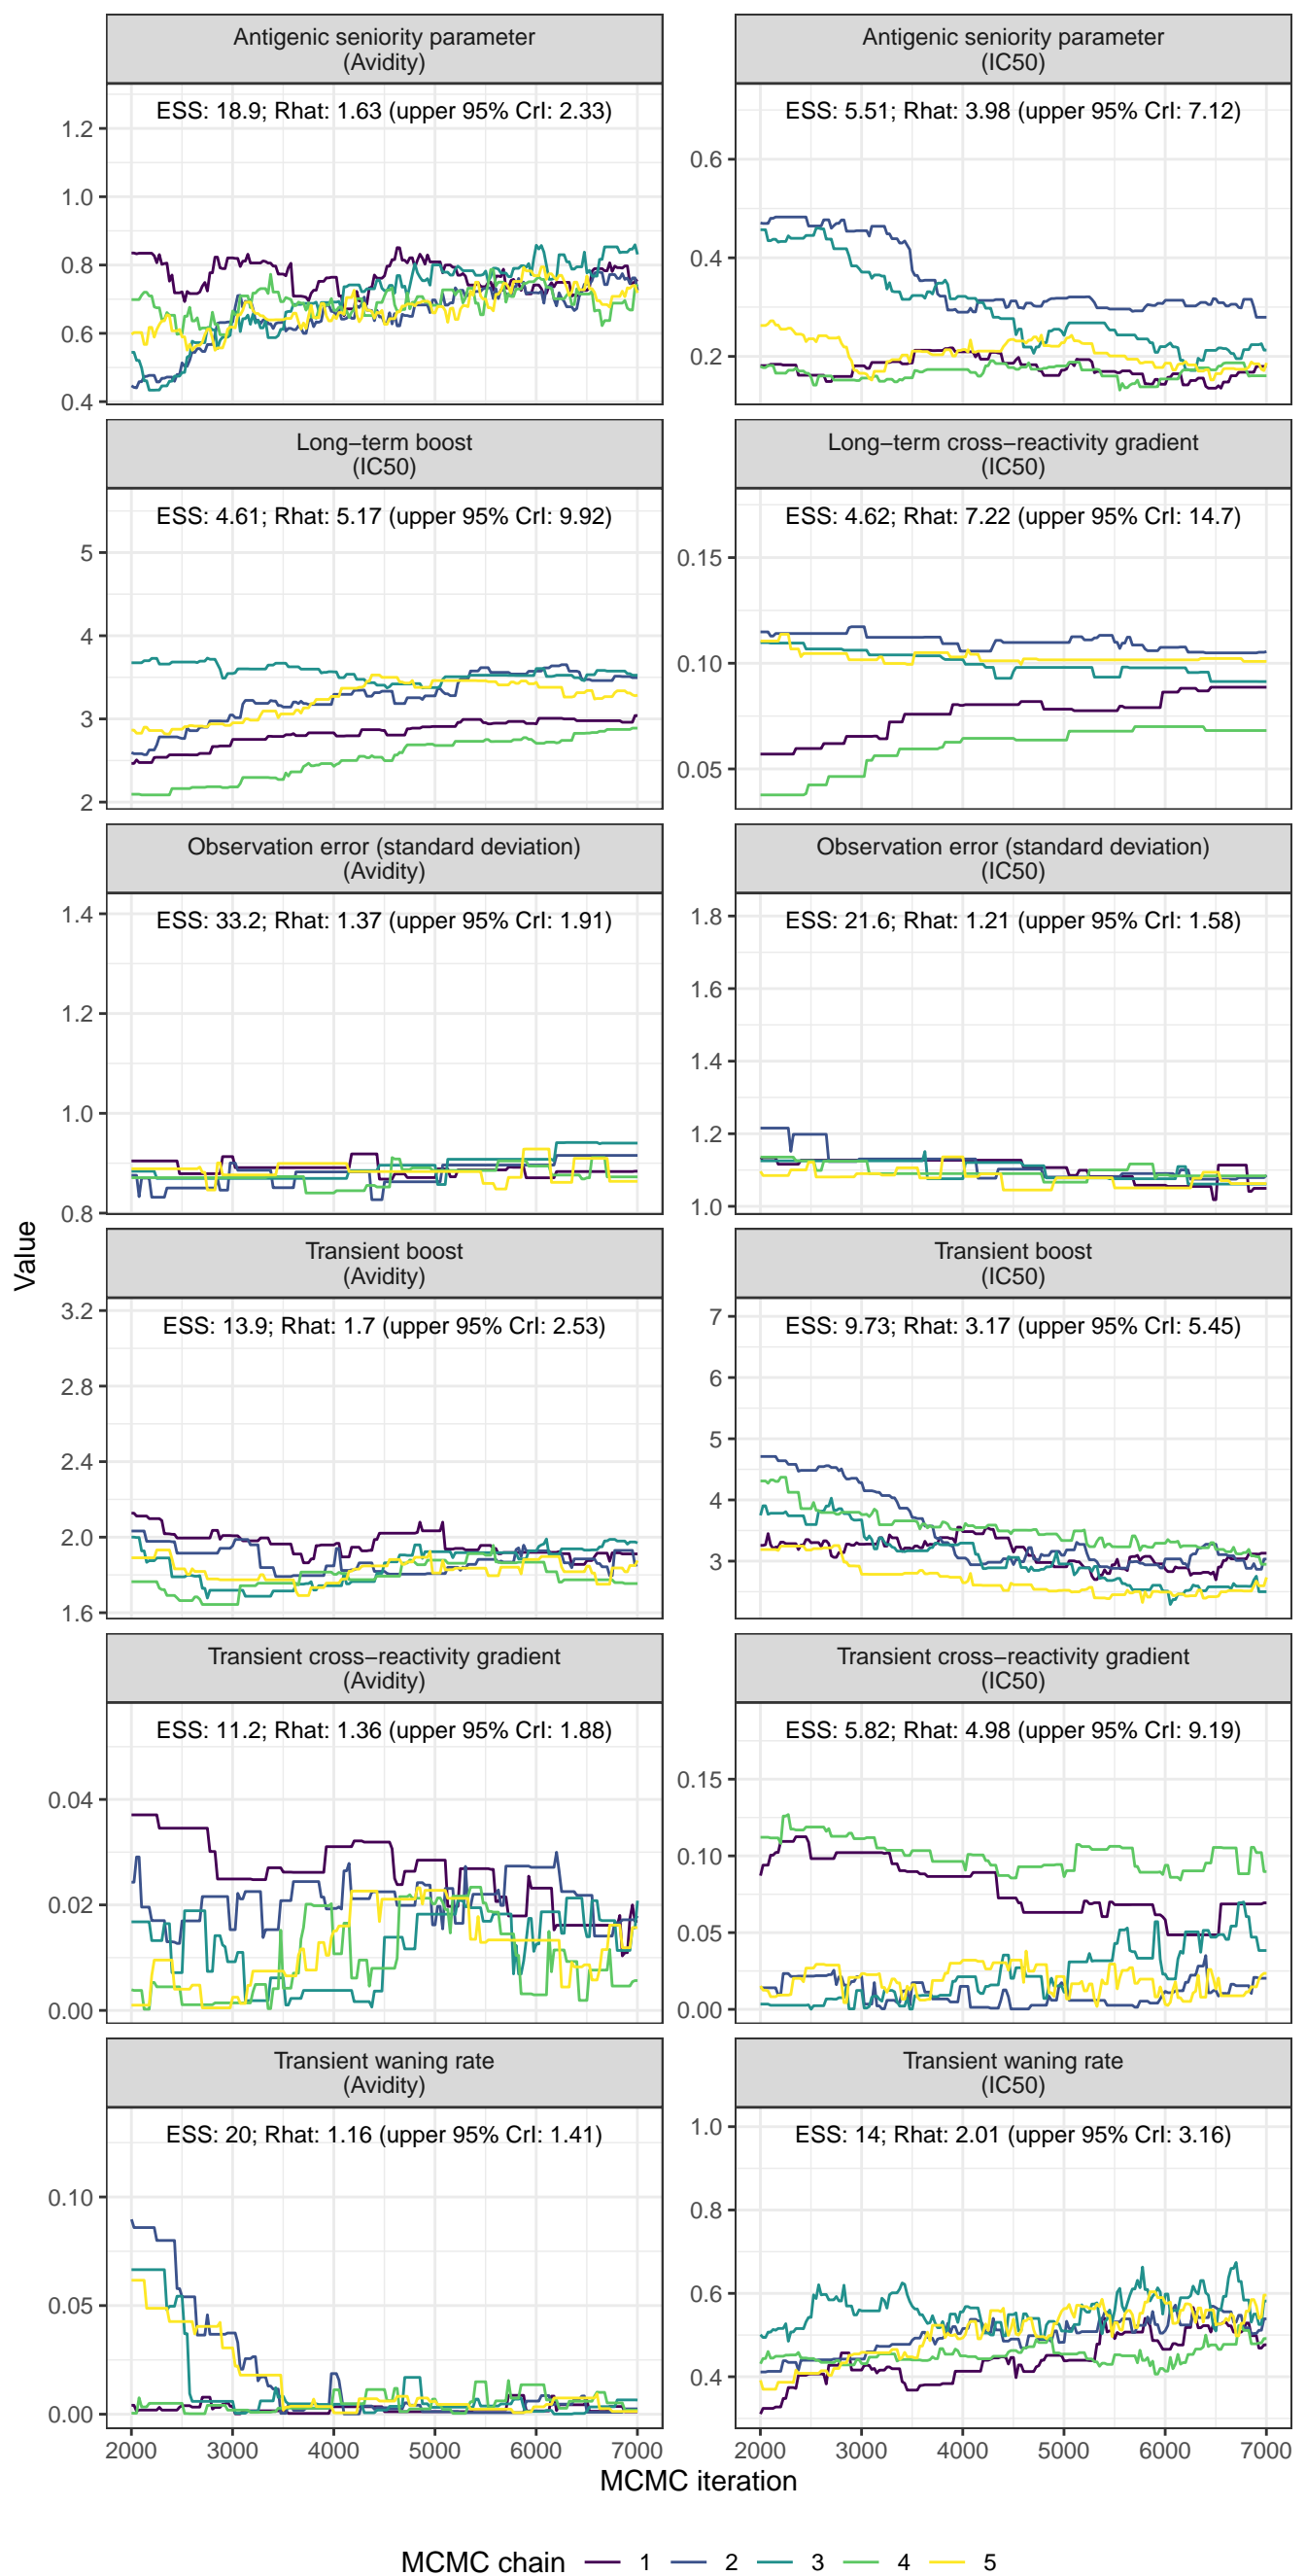 Antigenic seniority parameter
(Avidity)
ESS: 18.9; Rhat: 1.63 (upper 95% CrI: 2.33)
1.2
1.0
0.8
0.6
0.4
Antigenic seniority parameter
(IC50)
ESS: 5.51; Rhat: 3.98 (upper 95% CrI: 7.12)
0.6
0.4
0.2
Long−term boost
(IC50)
ESS: 4.61; Rhat: 5.17 (upper 95% CrI: 9.92)
5
4
3
2
Long−term cross−reactivity gradient
(IC50)
ESS: 4.62; Rhat: 7.22 (upper 95% CrI: 14.7)
0.15
0.10
0.05
Observation error (standard deviation)
(Avidity)
ESS: 33.2; Rhat: 1.37 (upper 95% CrI: 1.91)
1.4
1.2
1.0
0.8
Observation error (standard deviation)
(IC50)
ESS: 21.6; Rhat: 1.21 (upper 95% CrI: 1.58)
1.8
1.6
1.4
1.2
1.0
Value
Transient boost
(Avidity)
ESS: 13.9; Rhat: 1.7 (upper 95% CrI: 2.53)
3.2
2.8
2.4
2.0
1.6
Transient boost
(IC50)
ESS: 9.73; Rhat: 3.17 (upper 95% CrI: 5.45)
7
6
5
4
3
Transient cross−reactivity gradient
(Avidity)
ESS: 11.2; Rhat: 1.36 (upper 95% CrI: 1.88)
0.04
0.02
0.00
Transient cross−reactivity gradient
(IC50)
ESS: 5.82; Rhat: 4.98 (upper 95% CrI: 9.19)
0.15
0.10
0.05
0.00
Transient waning rate
(Avidity)
ESS: 20; Rhat: 1.16 (upper 95% CrI: 1.41)
0.10
0.05
0.00
2000 3000 4000 5000 6000 7000
Transient waning rate
(IC50)
ESS: 14; Rhat: 2.01 (upper 95% CrI: 3.16)
1.0
0.8
0.6
0.4
2000 3000 4000 5000 6000 7000
MCMC iteration
MCMC chain 1 2 3 4 5